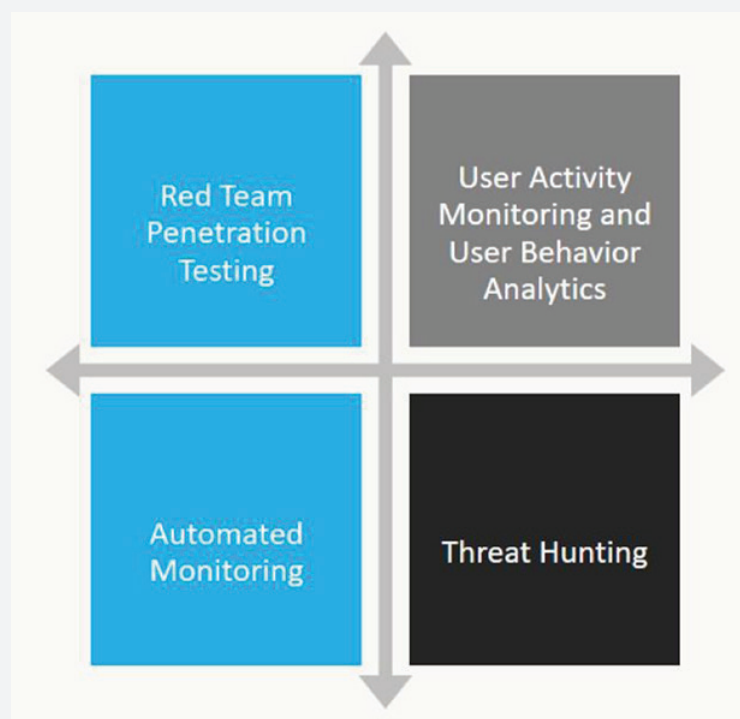 Red Team
Penetration
Testing
User Activity
Monitoring and
User Behavior
Analytics
Automated
Monitoring
Threat Hunting